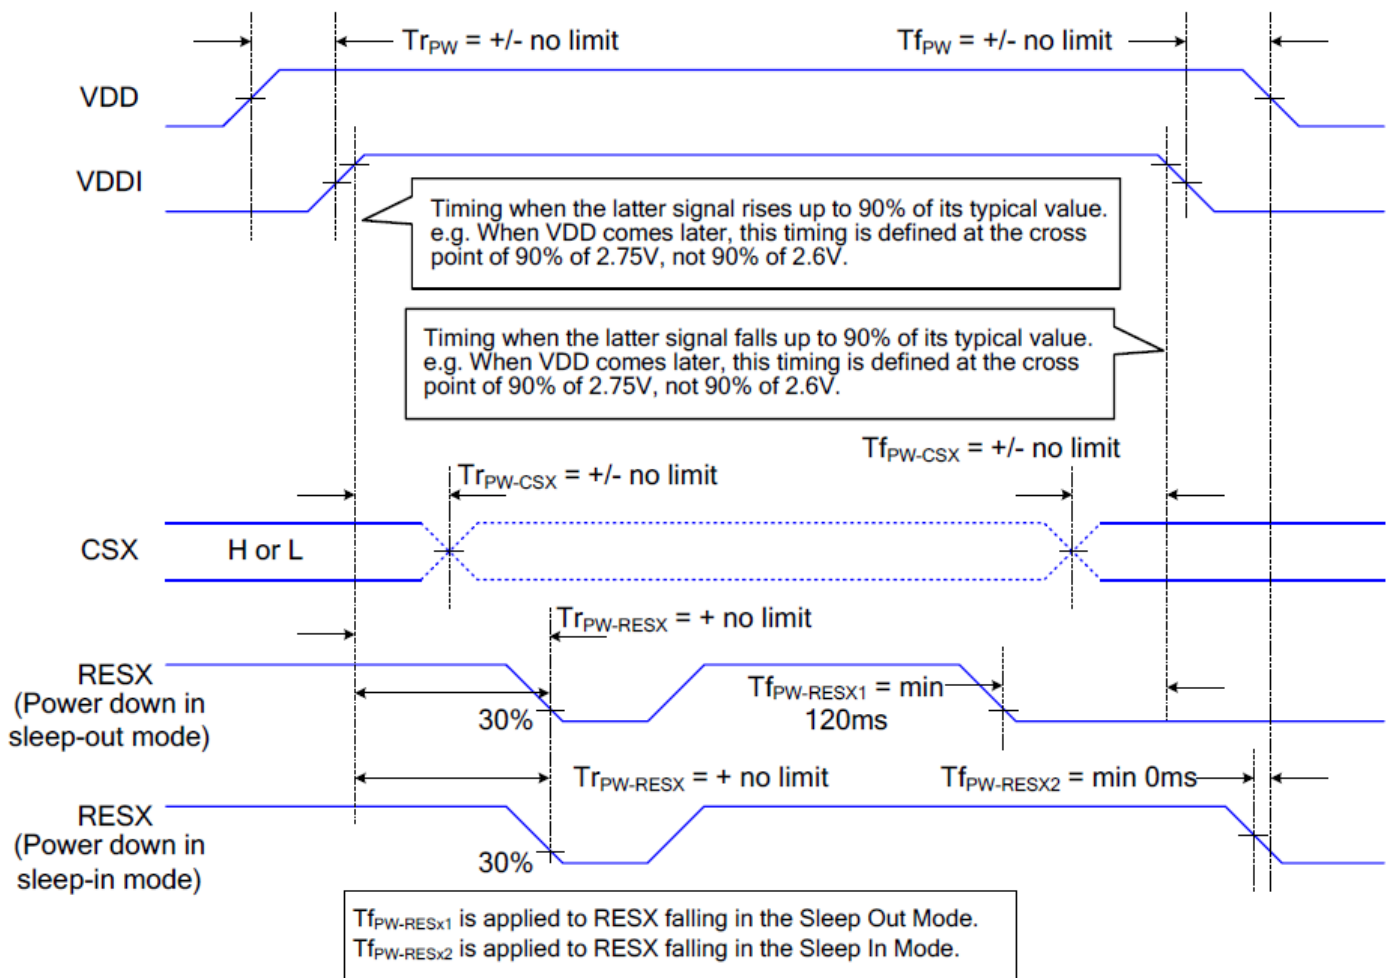 TrPW = +/- no limit
TfPW = +/- no limit
VDD
VDDI
Timing when the latter signal rises up to 90% of its typical value.
e.g. When VDD comes later, this timing is defined at the cross
point of 90% of 2.75V, not 90% of 2.6V.
Timing when the latter signal falls up to 90% of its typical value.
e.g. When VDD comes later, this timing is defined at the cross
point of 90% of 2.75V, not 90% of 2.6V.
TfPW-CSX = +/- no limit
TrPW-CSX = +/- no limit
CSX
H or L
TrPW-RESX = + no limit
RESX
(Power down in
sleep-out mode)
30%
TfPW-RESX1 = min
120ms
TrPW-RESX = + no limit
TfPW-RESX2 = min 0ms
RESX
(Power down in
sleep-in mode)
30%
TfPW-RESx1 is applied to RESX falling in the Sleep Out Mode.
TfPW-RESx2 is applied to RESX falling in the Sleep In Mode.